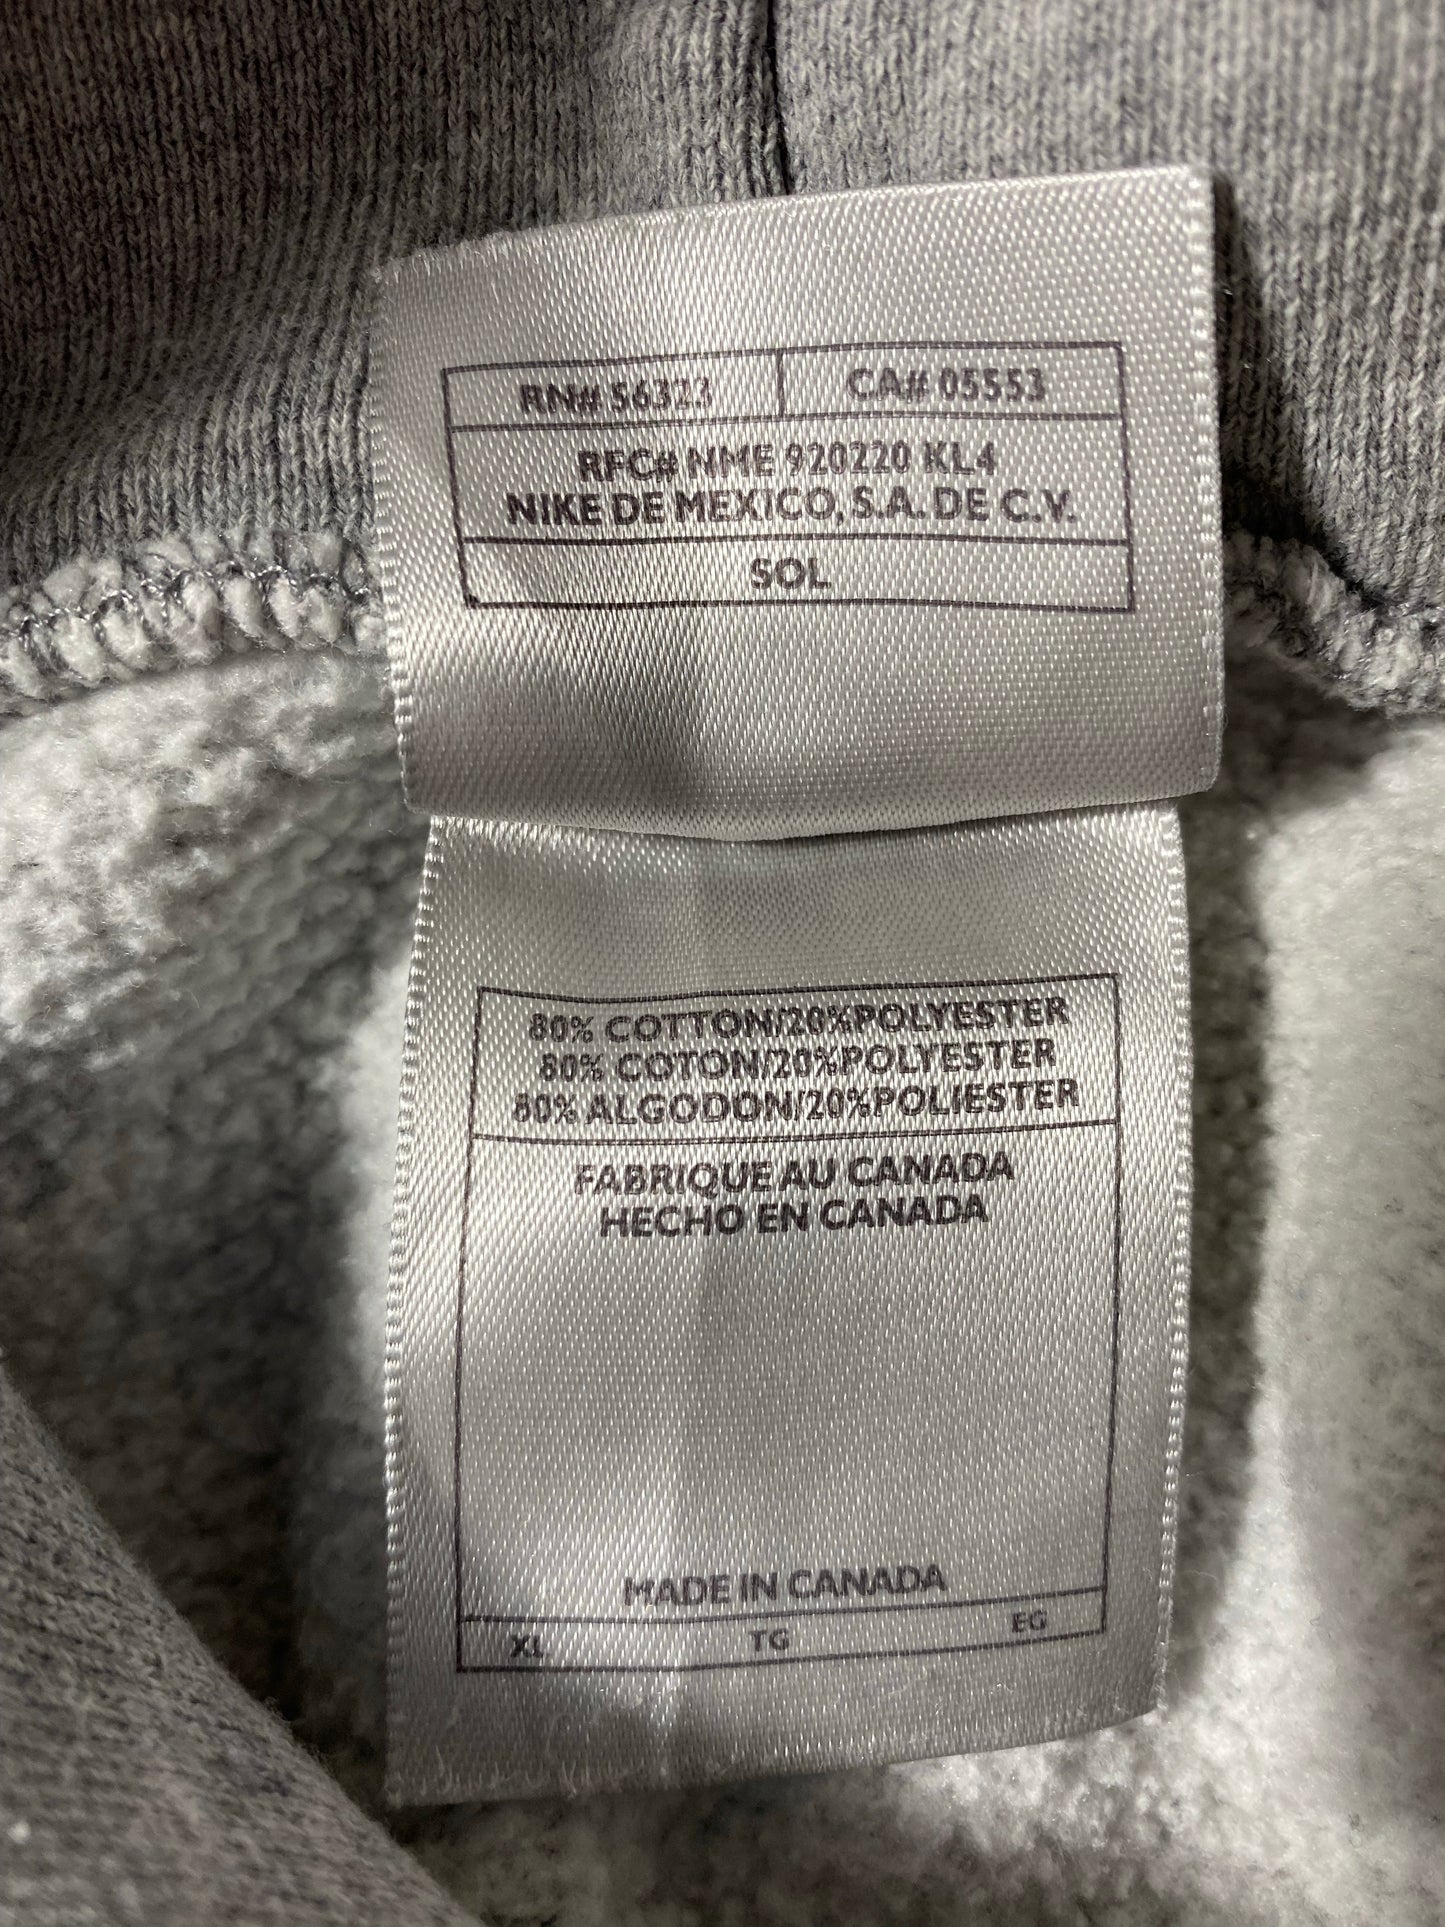 RN# 56323 CA# 05553
RFC# NME 920220 KL4
NIKE DE MEXICO, S.A. DE C.V.
SOL
80% COTTON/20%POLYESTER
80% COTON/20%POLYESTER
80% ALGODON/20%POLIESTER
FABRIQUE AU CANADA
HECHO EN CANADA
MADE IN CANADA
XL TG EG